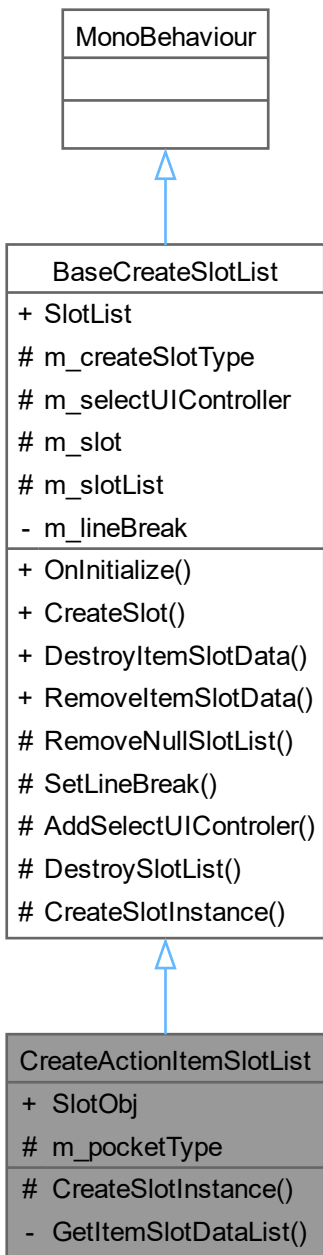 MonoBehaviour
BaseCreateSlotList
+ SlotList
# m_createSlotType
# m_selectUIController
# m_slot
# m_slotList
- m_lineBreak
+ OnInitialize()
+ CreateSlot()
+ DestroyItemSlotData()
+ RemoveItemSlotData()
# RemoveNullSlotList()
# SetLineBreak()
# AddSelectUIControler()
# DestroySlotList()
# CreateSlotInstance()
CreateActionItemSlotList
+ SlotObj
# m_pocketType
# CreateSlotInstance()
- GetItemSlotDataList()